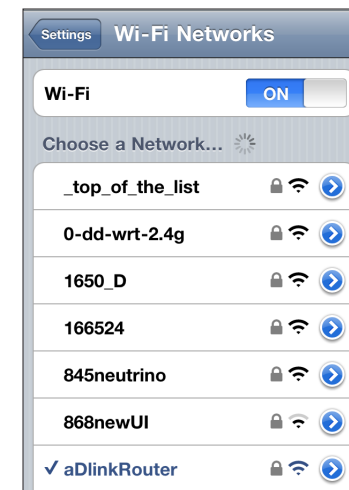 Settings Wi-Fi Networks
Wi-Fi ON
Choose a Network...
_top_of_the_list
0-dd-wrt-2.4g
1650_D
166524
845neutrino
868newUI
aDlinkRouter